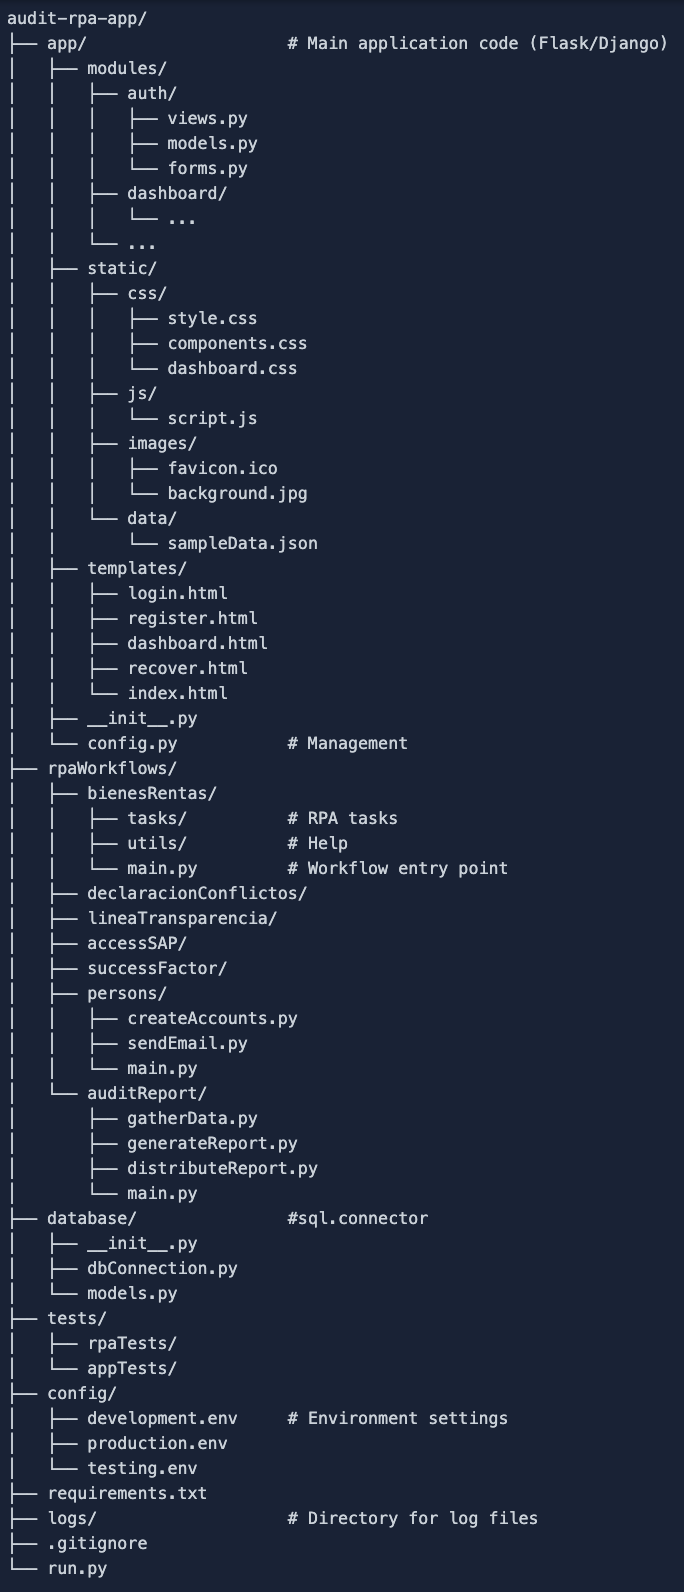 audit-rpa-app/
├── app/                    # Main application code (Flask/Django)
│   ├── modules/
│   │   ├── auth/
│   │   │   ├── views.py
│   │   │   ├── models.py
│   │   │   └── forms.py
│   │   ├── dashboard/
│   │   │   └── ...
│   │   └── ...
│   ├── static/
│   │   ├── css/
│   │   │   ├── style.css
│   │   │   ├── components.css
│   │   │   └── dashboard.css
│   │   ├── js/
│   │   │   └── script.js
│   │   ├── images/
│   │   │   ├── favicon.ico
│   │   │   └── background.jpg
│   │   └── data/
│   │       └── sampleData.json
│   ├── templates/
│   │   ├── login.html
│   │   ├── register.html
│   │   ├── dashboard.html
│   │   ├── recover.html
│   │   └── index.html
│   ├── __init__.py
│   └── config.py           # Management
├── rpaWorkflows/
│   ├── bienesRentas/
│   │   ├── tasks/          # RPA tasks
│   │   ├── utils/          # Help
│   │   └── main.py         # Workflow entry point
│   ├── declaracionConflictos/
│   ├── lineaTransparencia/
│   ├── accessSAP/
│   ├── successFactor/
│   ├── persons/
│   │   ├── createAccounts.py
│   │   ├── sendEmail.py
│   │   └── main.py
│   └── auditReport/
│       ├── gatherData.py
│       ├── generateReport.py
│       ├── distributeReport.py
│       └── main.py
├── database/               #sql.connector
│   ├── __init__.py
│   ├── dbConnection.py
│   └── models.py
├── tests/
│   ├── rpaTests/
│   └── appTests/
├── config/
│   ├── development.env     # Environment settings
│   ├── production.env
│   └── testing.env
├── requirements.txt
├── logs/                   # Directory for log files
├── .gitignore
└── run.py